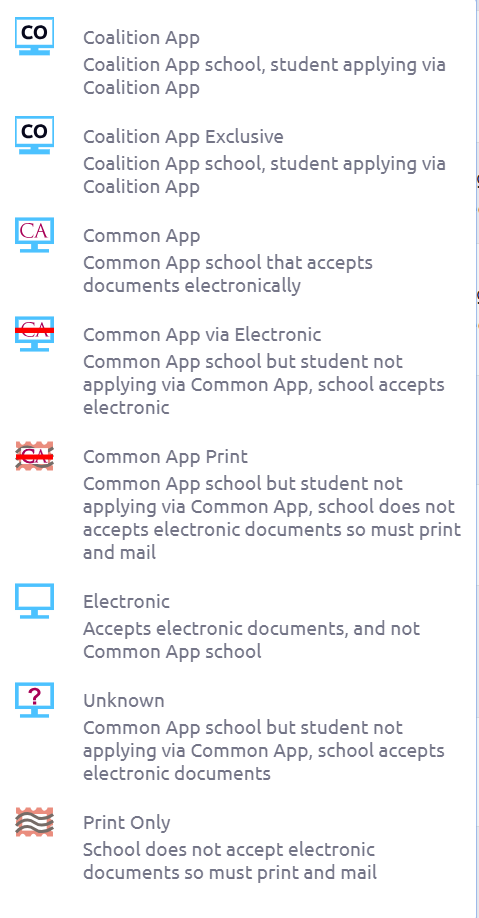 CO
Coalition App
Coalition App school, student applying via
Coalition App
CO
Coalition App Exclusive
Coalition App school, student applying via
Coalition App
CA
Common App
Common App school that accepts
documents electronically
CA
Common App via Electronic
Common App school but student not
applying via Common App, school accepts
electronic
CA
Common App Print
Common App school but student not
applying via Common App, school does not
accepts electronic documents so must print
and mail
Electronic
Accepts electronic documents, and not
Common App school
?
Unknown
Common App school but student not
applying via Common App, school accepts
electronic documents
Print Only
School does not accept electronic
documents so must print and mail